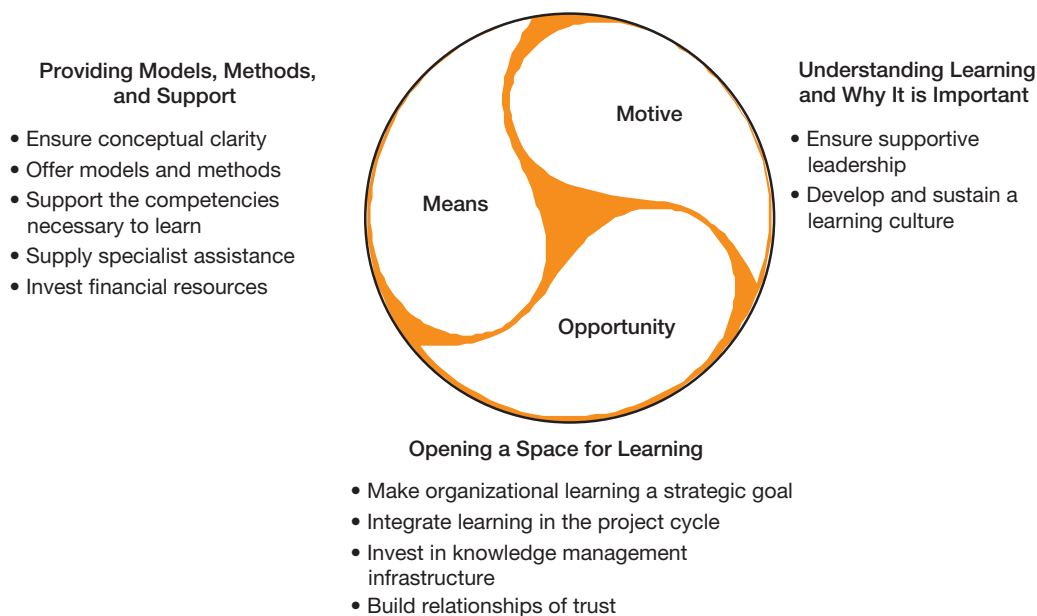 Providing Models, Methods,
and Support
• Ensure conceptual clarity
• Offer models and methods
• Support the competencies
necessary to learn
• Supply specialist assistance
• Invest financial resources
Means
Motive
Opportunity
Understanding Learning
and Why It is Important
• Ensure supportive
leadership
• Develop and sustain a
learning culture
Opening a Space for Learning
• Make organizational learning a strategic goal
• Integrate learning in the project cycle
• Invest in knowledge management
infrastructure
• Build relationships of trust